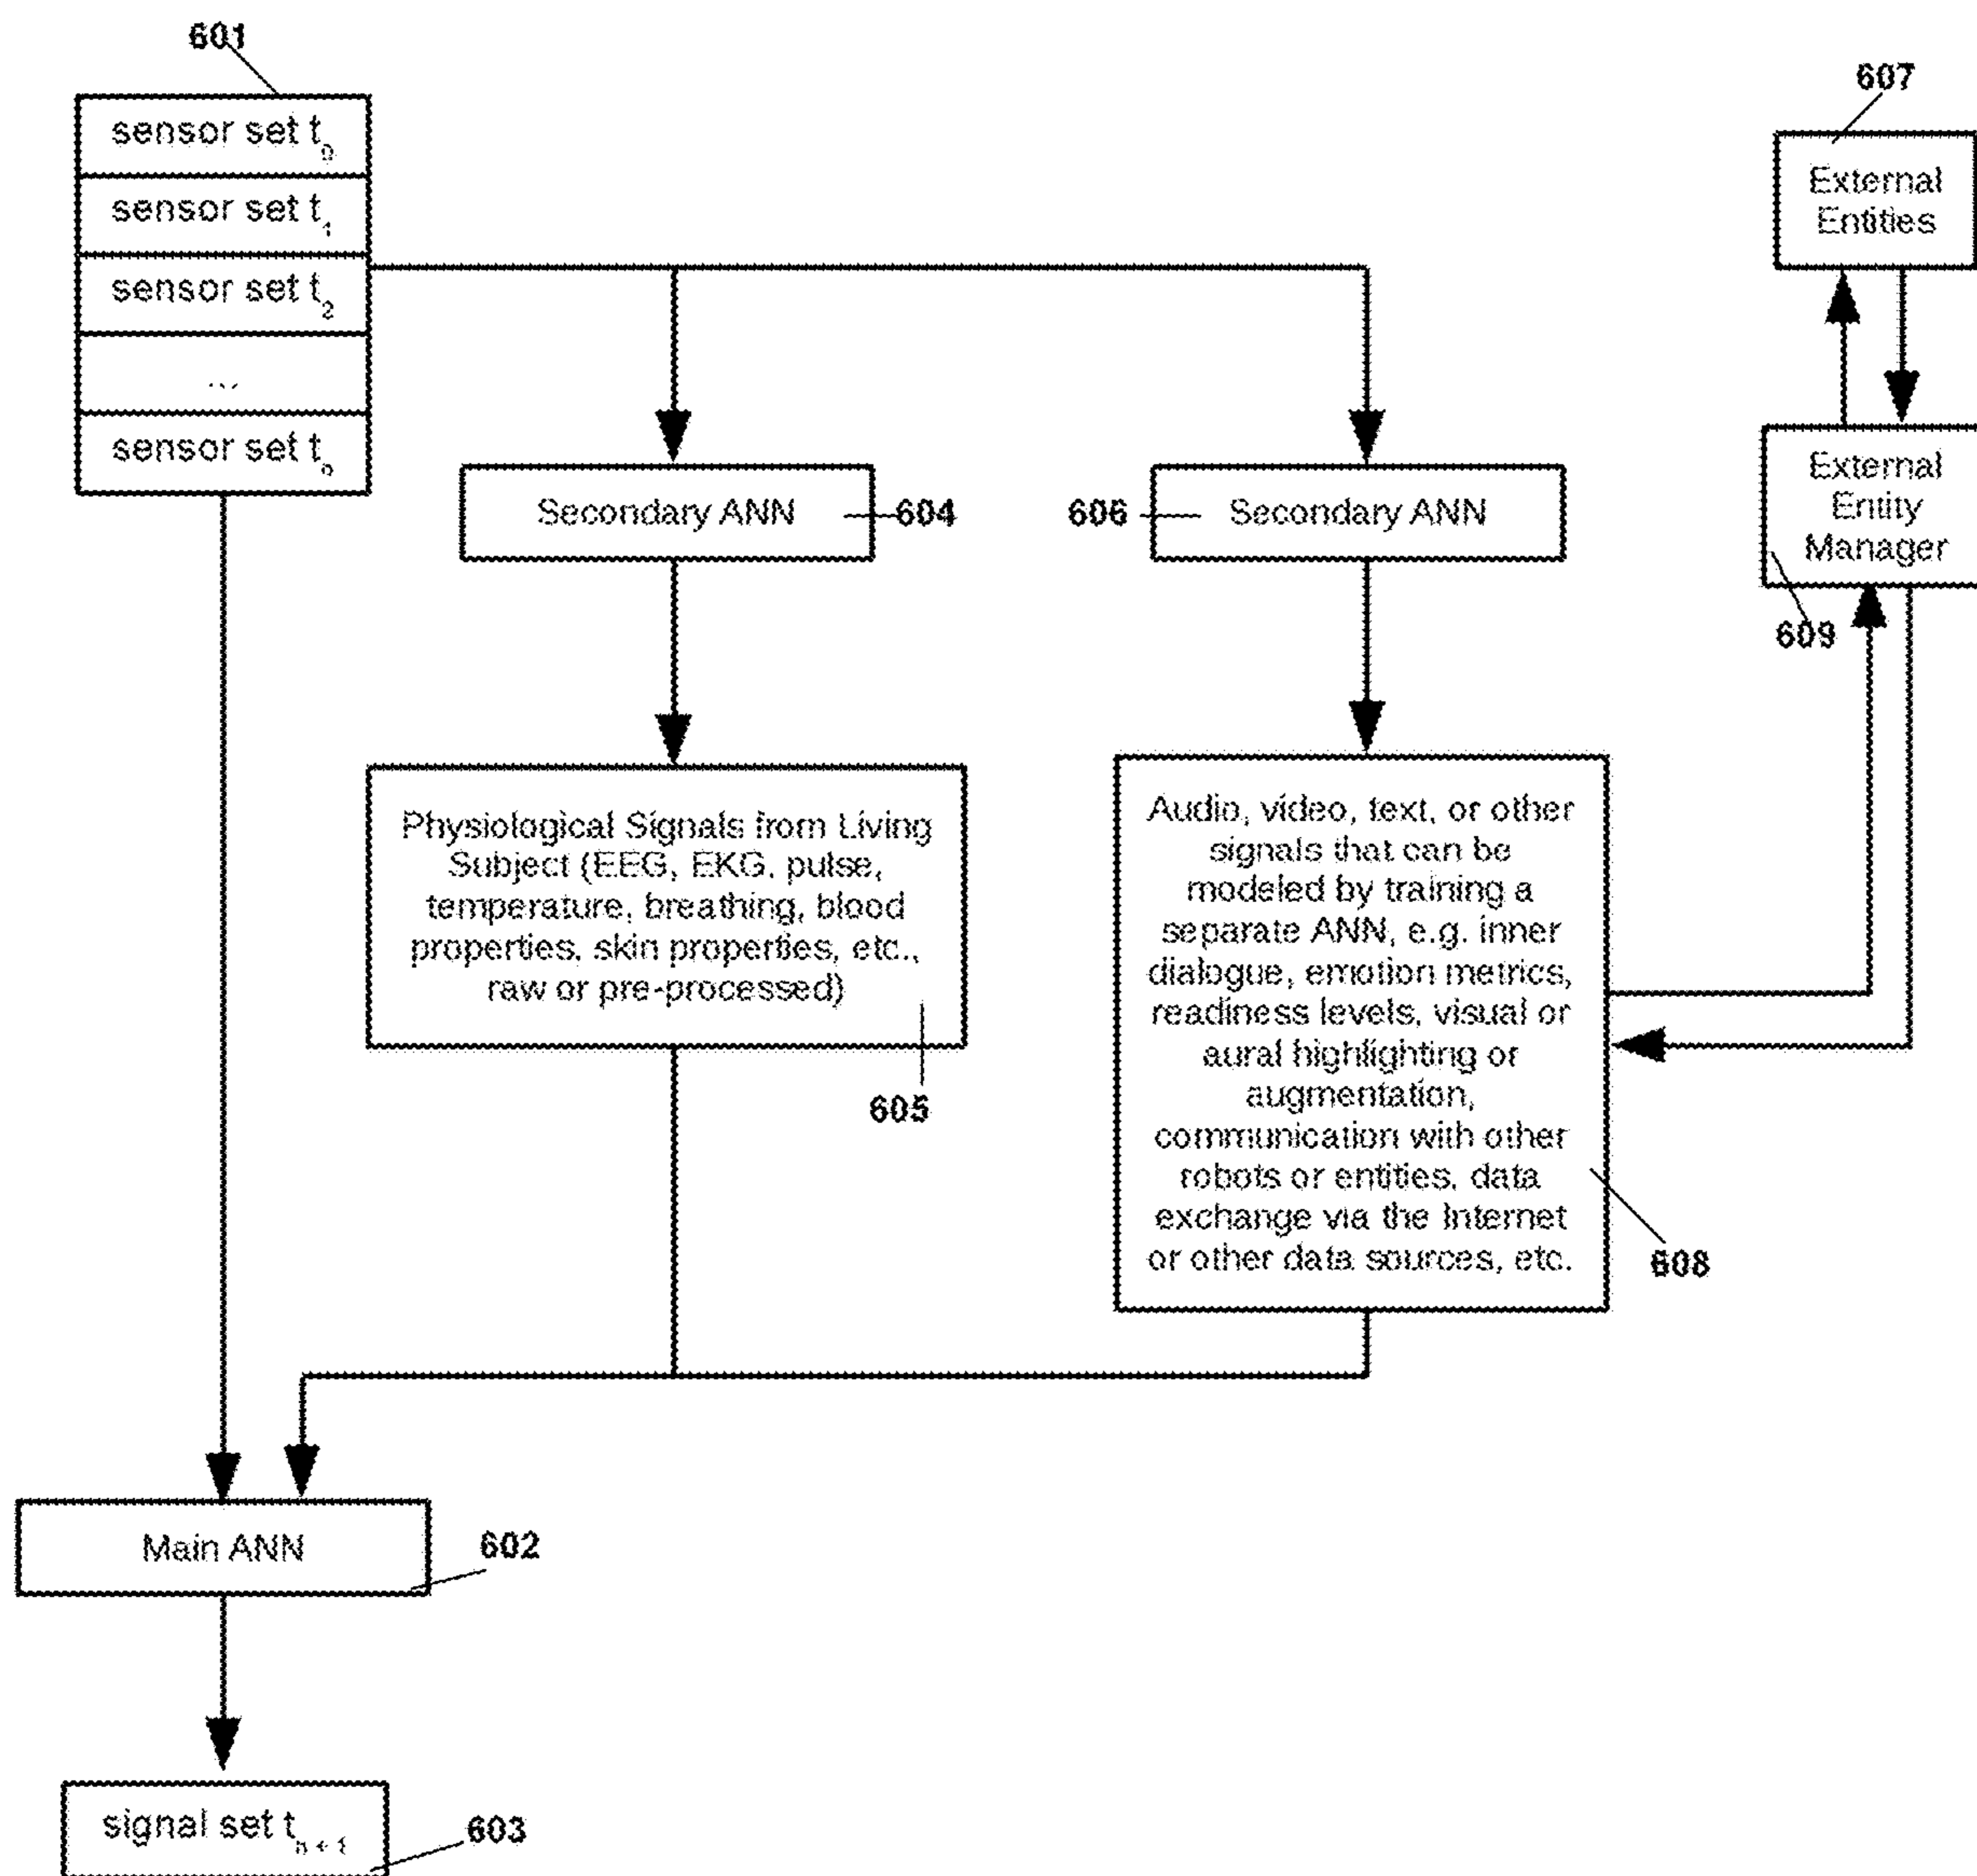 601
sensor set t₀
sensor set t₁
sensor set t₂
...
sensor set tₙ
607
External
Entities
External
Entity
Manager
609
Secondary ANN
604
606
Secondary ANN
Physiological Signals from Living
Subject (EEG, EKG, pulse,
temperature, breathing, blood
properties, skin properties, etc.,
raw or pre-processed)
605
Audio, video, text, or other
signals that can be
modeled by training a
separate ANN, e.g. inner
dialogue, emotion metrics,
readiness levels, visual or
aural highlighting or
augmentation,
communication with other
robots or entities, data
exchange via the Internet
or other data sources, etc.
608
Main ANN
602
signal set tₙ₊₁
603